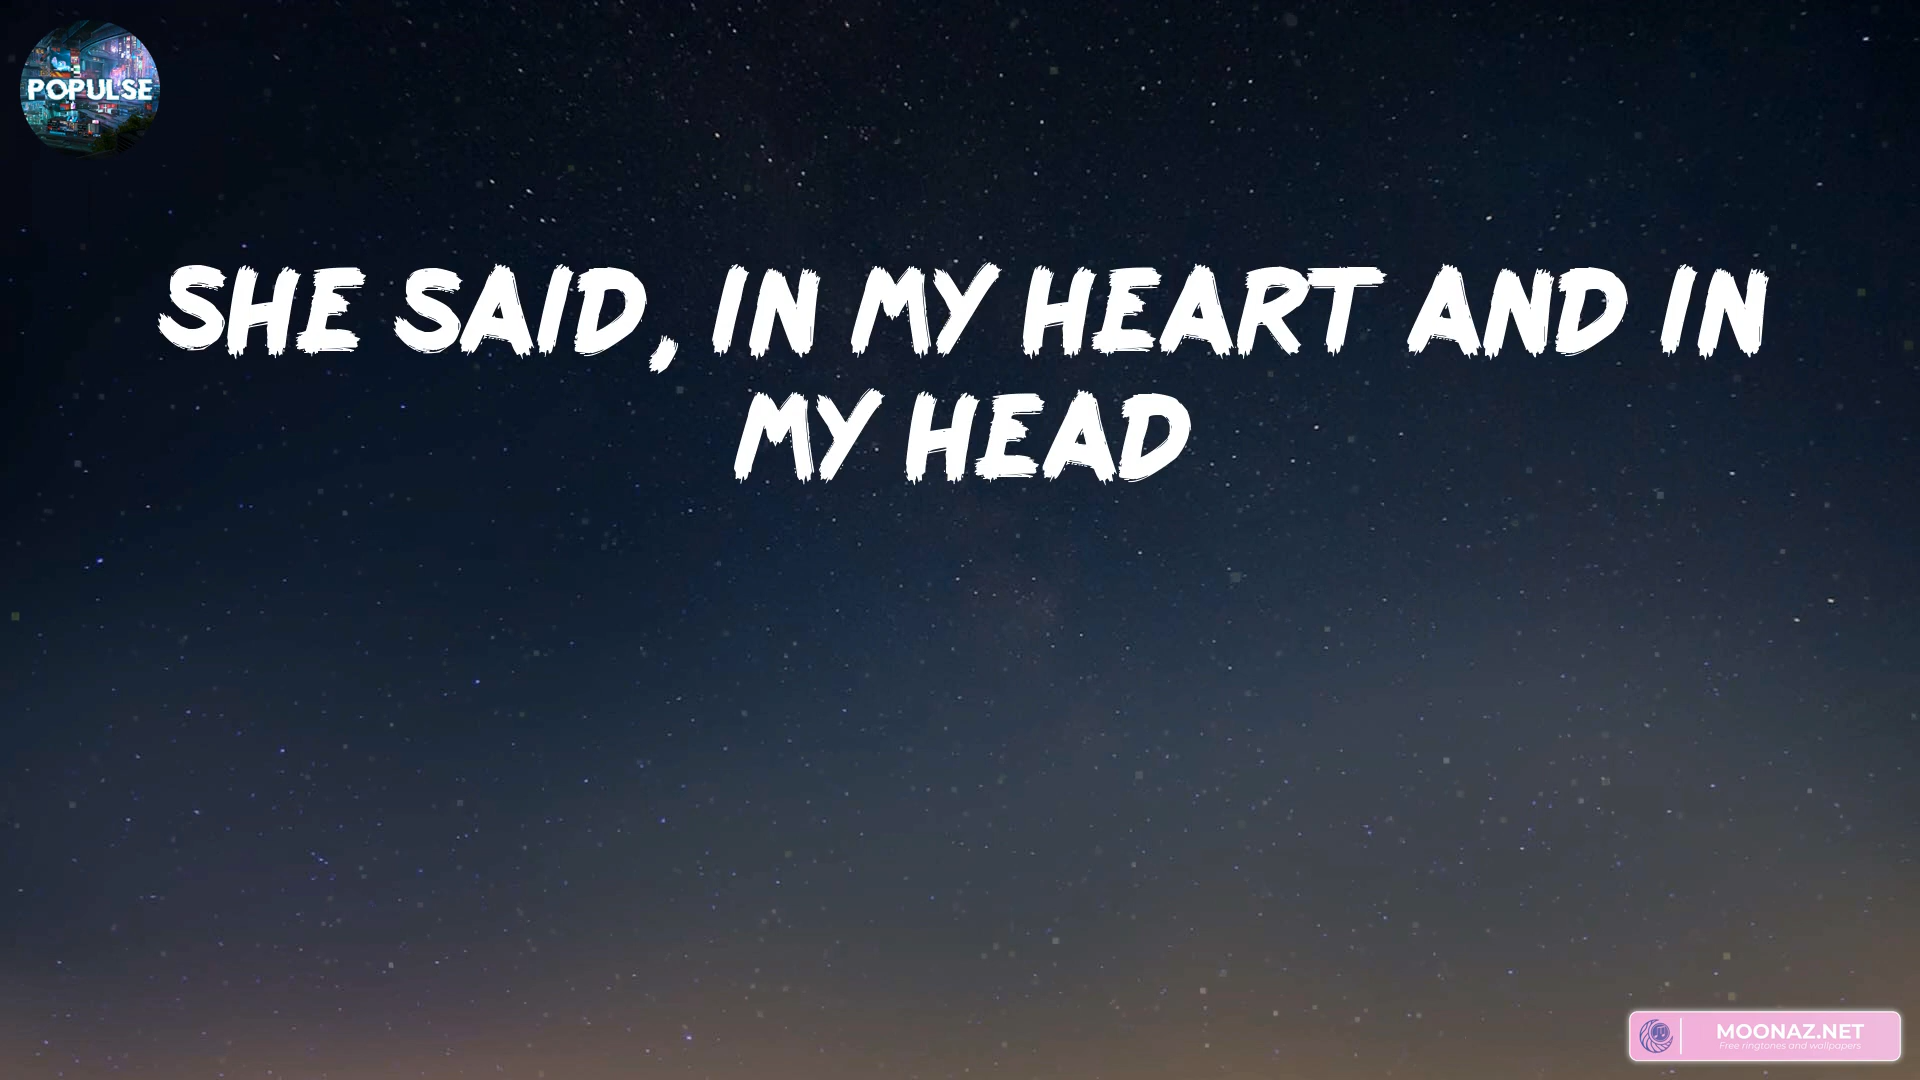 POPULSE
SHE SAID, IN MY HEART AND IN
MY HEAD
MOONAZ.NET
Free ringtones and wallpapers